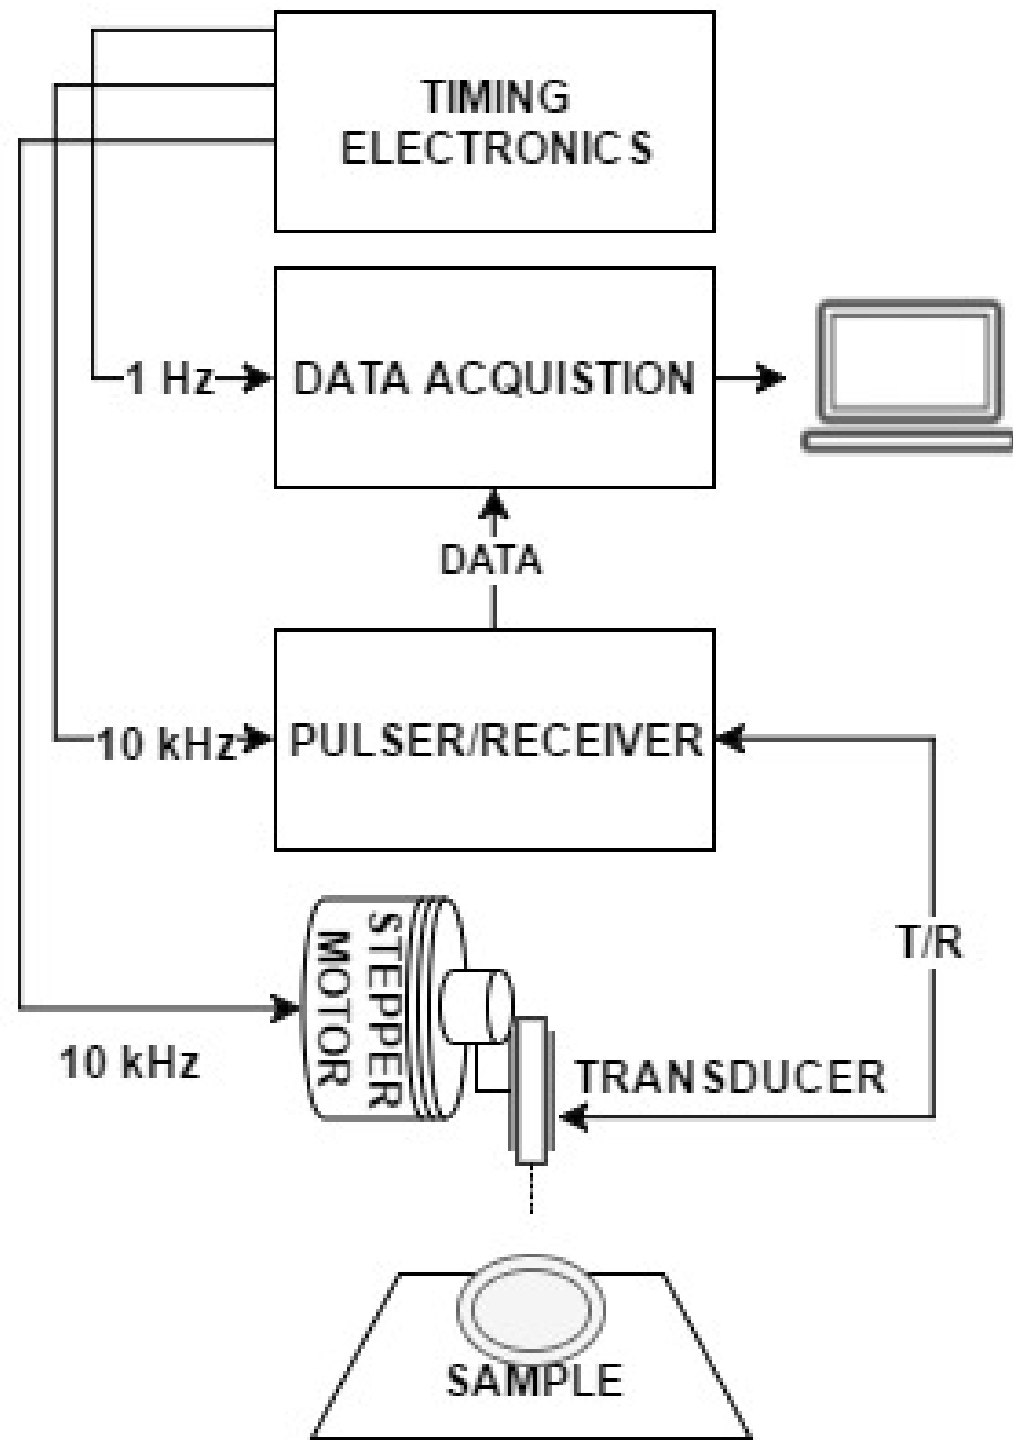 TIMING
ELECTRONICS
1 Hz
DATA ACQUISTION
DATA
10 kHz
PULSER/RECEIVER
T/R
STEPPER
MOTOR
10 kHz
TRANSDUCER
SAMPLE